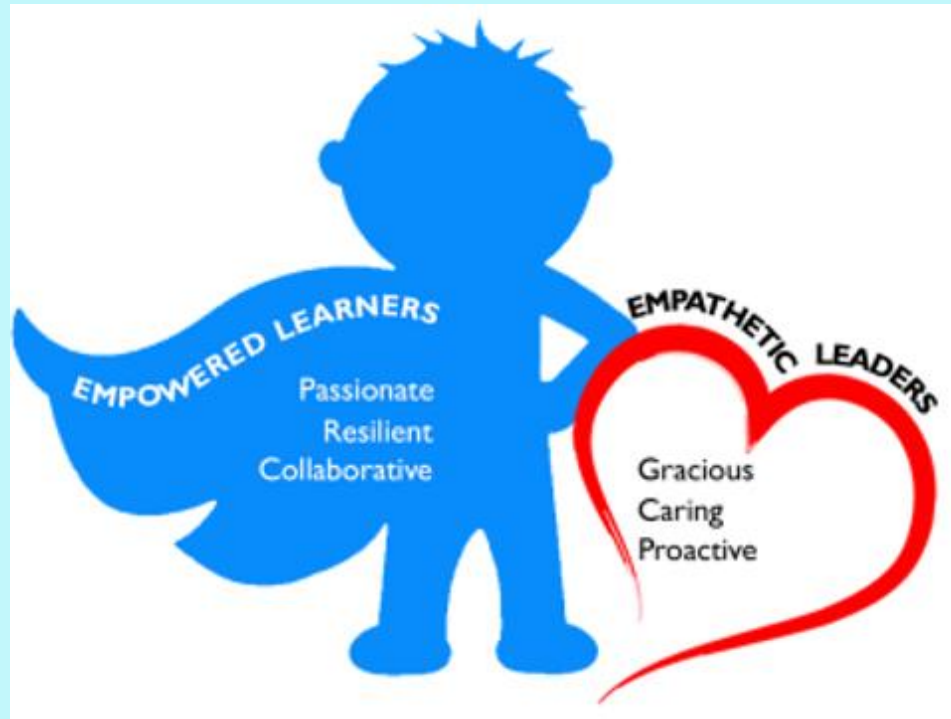 EMPOWERED LEARNERS
Passionate
Resilient
Collaborative
EMPATHETIC LEADERS
Gracious
Caring
Proactive